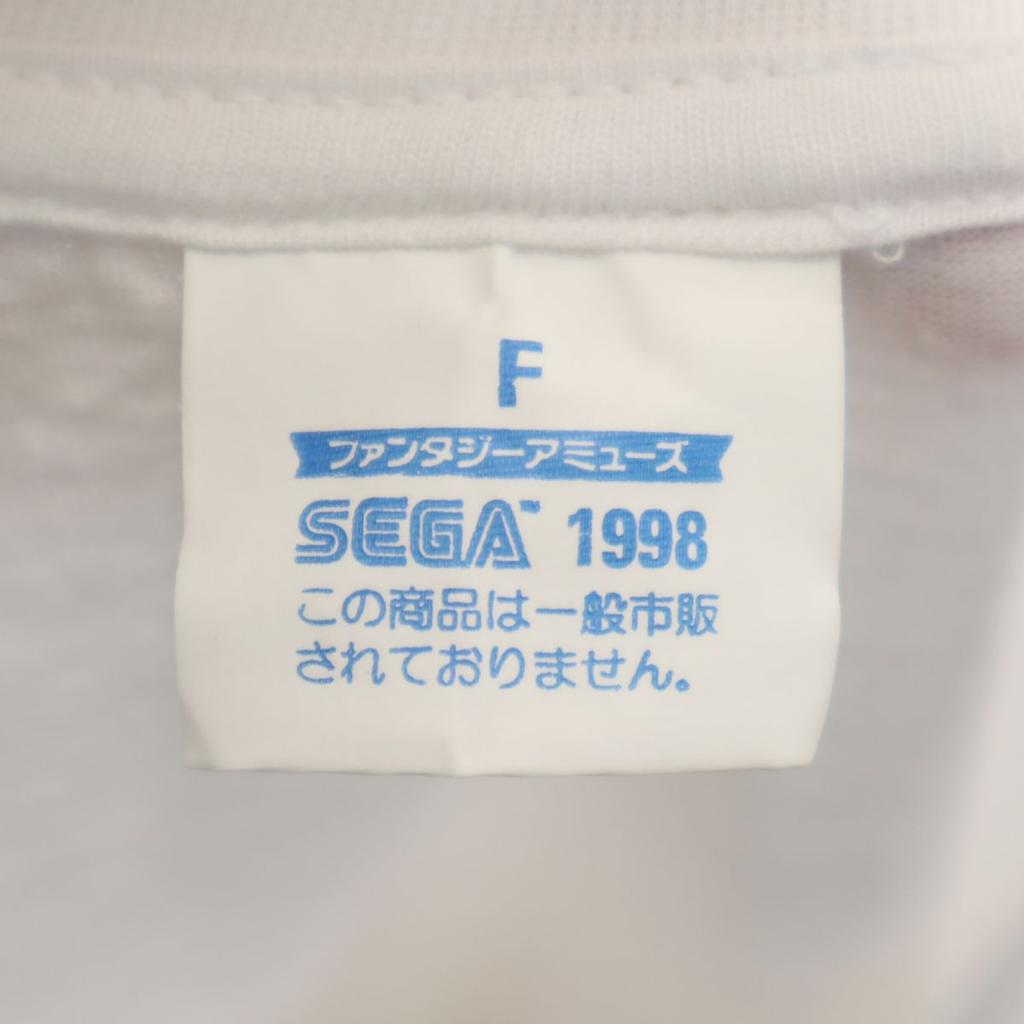 F
ファンタジーアミューズ
SEGA™ 1998
この商品は一般市販
されておりません。